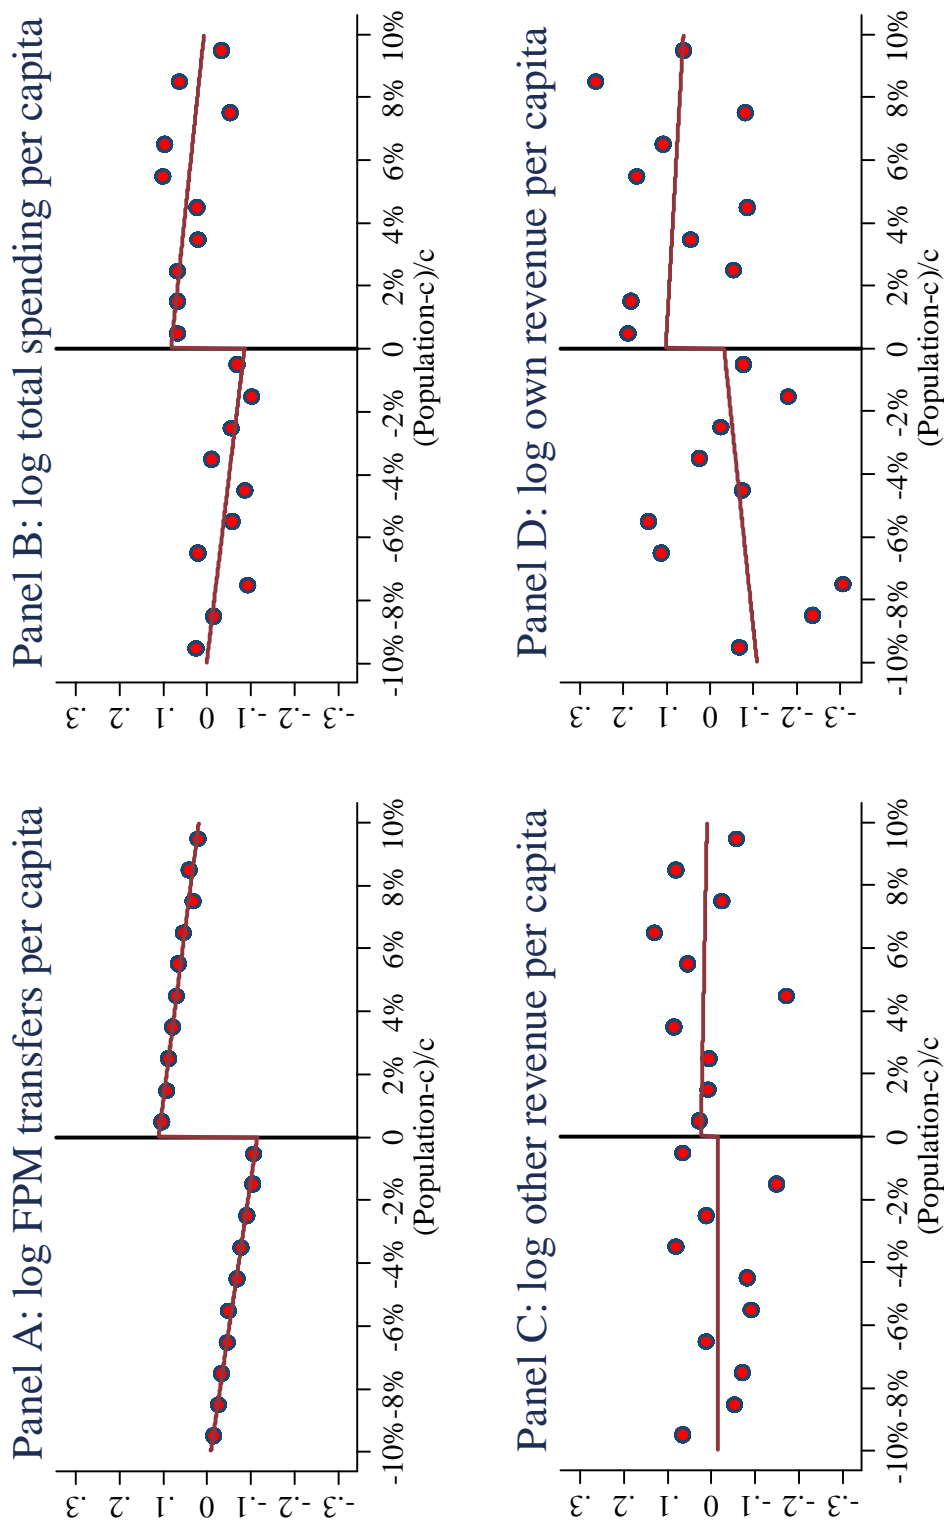 Panel A: log FPM transfers per capita
.3
.2
.1
0
-.1
-.2
-.3
-10% -8% -6% -4% -2% 0 2% 4% 6% 8% 10%
(Population-c)/c
Panel B: log total spending per capita
.3
.2
.1
0
-.1
-.2
-.3
-10% -8% -6% -4% -2% 0 2% 4% 6% 8% 10%
(Population-c)/c
Panel C: log other revenue per capita
.3
.2
.1
0
-.1
-.2
-.3
-10% -8% -6% -4% -2% 0 2% 4% 6% 8% 10%
(Population-c)/c
Panel D: log own revenue per capita
.3
.2
.1
0
-.1
-.2
-.3
-10% -8% -6% -4% -2% 0 2% 4% 6% 8% 10%
(Population-c)/c